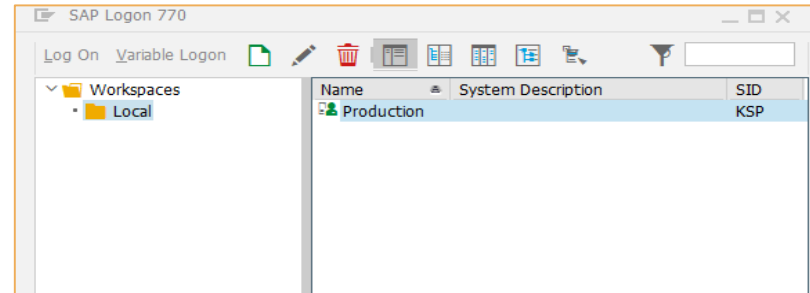 SAP Logon 770
Log On Variable Logon
Workspaces
Local
Name System Description SID
Production KSP